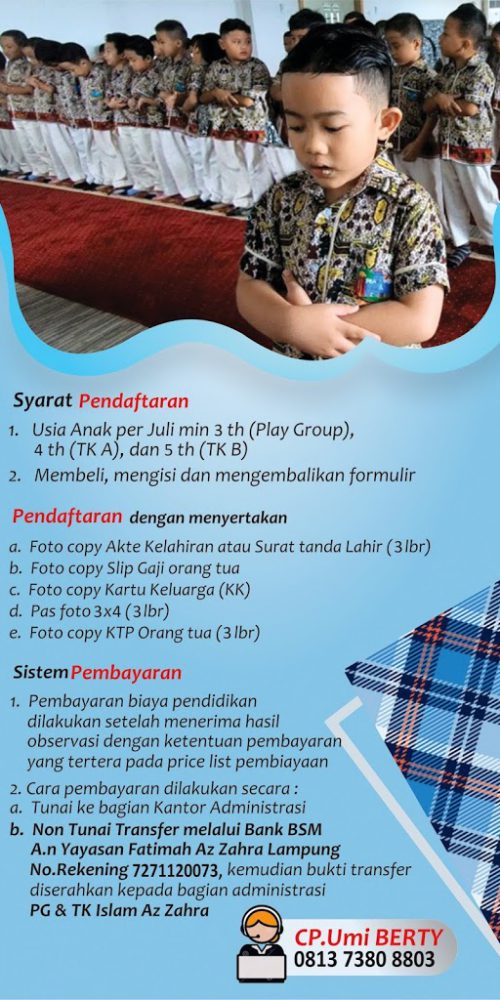 Syarat Pendaftaran
1. Usia Anak per Juli min 3 th (Play Group),
4 th (TK A), dan 5 th (TK B)
2. Membeli, mengisi dan mengembalikan formulir
Pendaftaran dengan menyertakan
a. Foto copy Akte Kelahiran atau Surat tanda Lahir (3 lbr)
b. Foto copy Slip Gaji orang tua
c. Foto copy Kartu Keluarga (KK)
d. Pas foto 3x4 (3 lbr)
e. Foto copy KTP Orang tua (3 lbr)
Sistem Pembayaran
1. Pembayaran biaya pendidikan
dilakukan setelah menerima hasil
observasi dengan ketentuan pembayaran
yang tertera pada price list pembiayaan
2. Cara pembayaran dilakukan secara :
a. Tunai ke bagian Kantor Administrasi
b. Non Tunai Transfer melalui Bank BSM
A.n Yayasan Fatimah Az Zahra Lampung
No.Rekening 7271120073, kemudian bukti transfer
diserahkan kepada bagian administrasi
PG & TK Islam Az Zahra
CP.Umi BERTY
0813 7380 8803